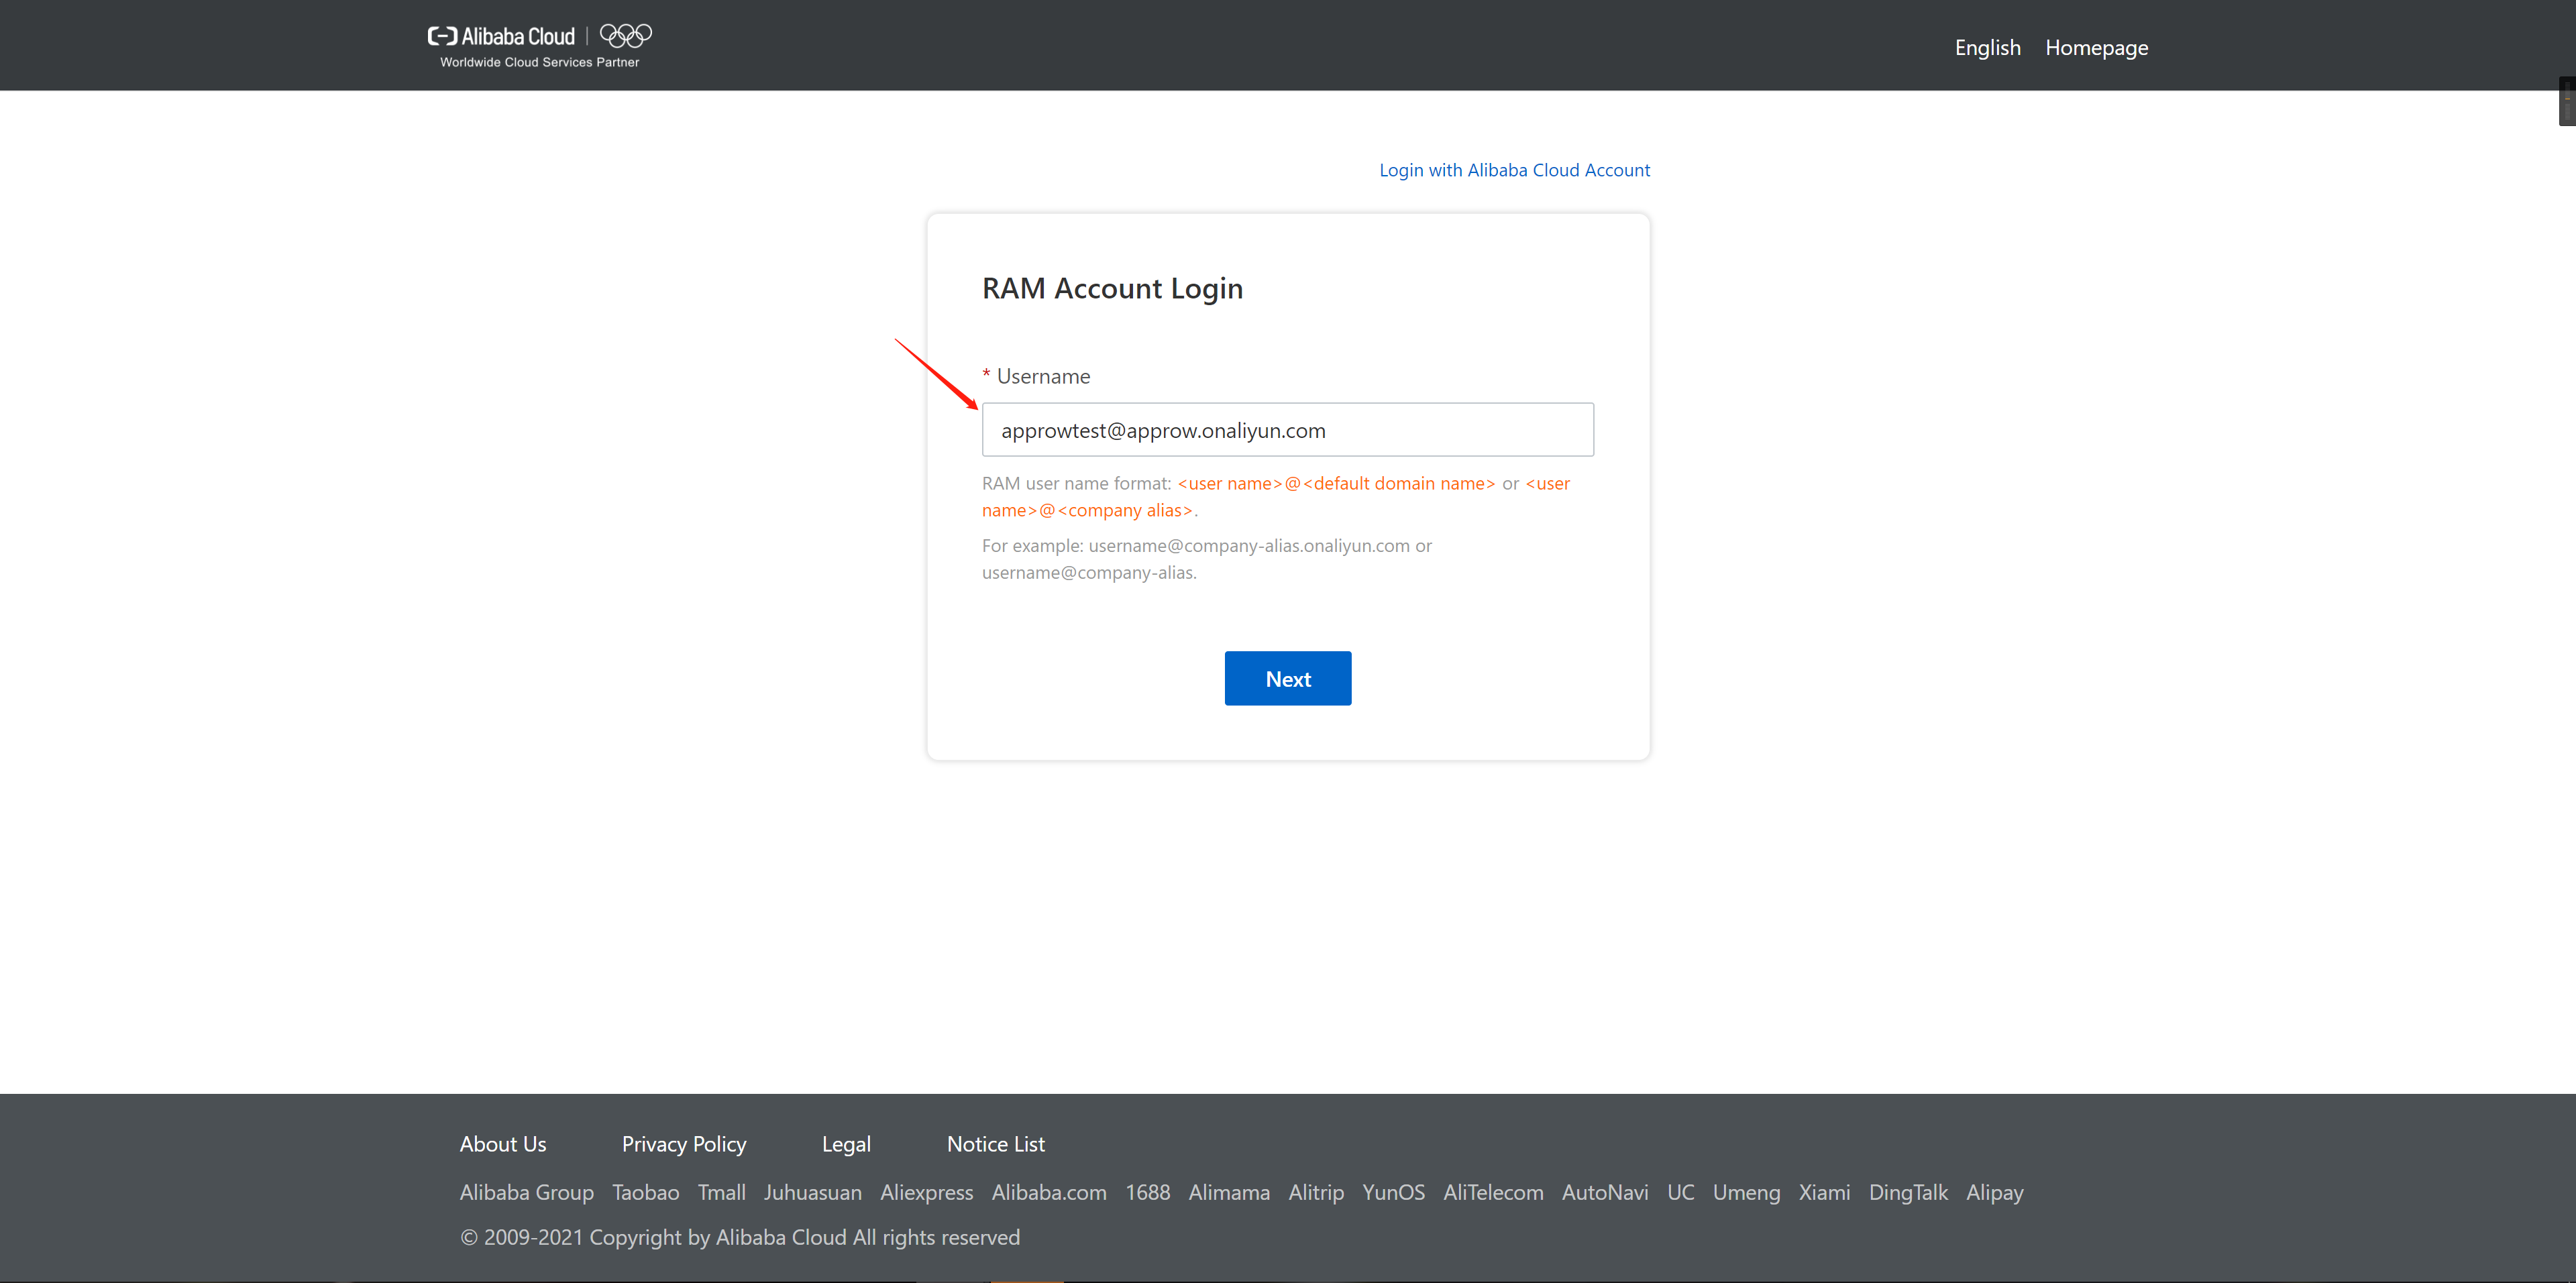 Alibaba Cloud
Worldwide Cloud Services Partner
English Homepage
Login with Alibaba Cloud Account
RAM Account Login
* Username
approwtest@approw.onaliyun.com
RAM user name format: <user name>@<default domain name> or <user
name>@<company alias>.
For example: username@company-alias.onaliyun.com or
username@company-alias.
Next
About Us Privacy Policy Legal Notice List
Alibaba Group Taobao Tmall Juhuasuan Aliexpress Alibaba.com 1688 Alimama Alitrip YunOS AliTelecom AutoNavi UC Umeng Xiami DingTalk Alipay
© 2009-2021 Copyright by Alibaba Cloud All rights reserved